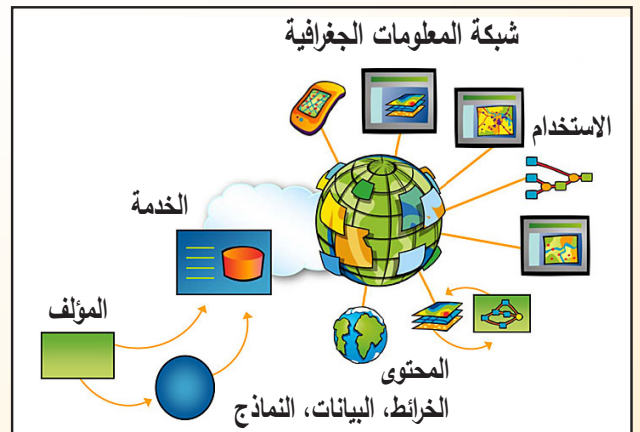 شبكة المعلومات الجغرافية
الاستخدام
الخدمة
المؤلف
المحتوى
الخرائط، البيانات، النماذج